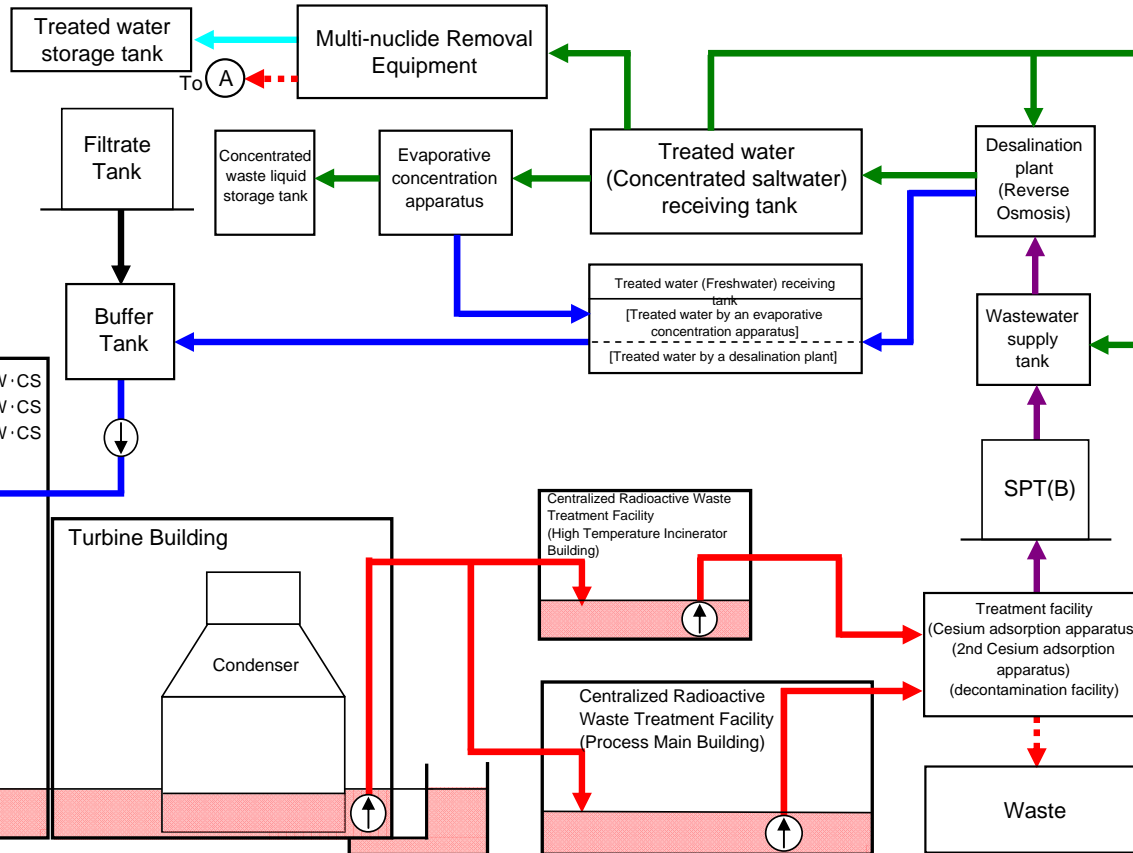 Treated water
storage tank
Multi-nuclide Removal
Equipment
To
A
Filtrate
Tank
Concentrated
waste liquid
storage tank
Evaporative
concentration
apparatus
Treated water
(Concentrated saltwater)
receiving tank
Desalination
plant
(Reverse
Osmosis)
Treated water (Freshwater) receiving
tank
[Treated water by an evaporative
concentration apparatus]
[Treated water by a desalination plant]
Buffer
Tank
Wastewater
supply
tank
W･CS
W･CS
W･CS
SPT(B)
Turbine Building
Condenser
Centralized Radioactive Waste
Treatment Facility
(High Temperature Incinerator
Building)
Centralized Radioactive
Waste Treatment Facility
(Process Main Building)
Treatment facility
(Cesium adsorption apparatus
(2nd Cesium adsorption
apparatus)
(decontamination facility)
Waste